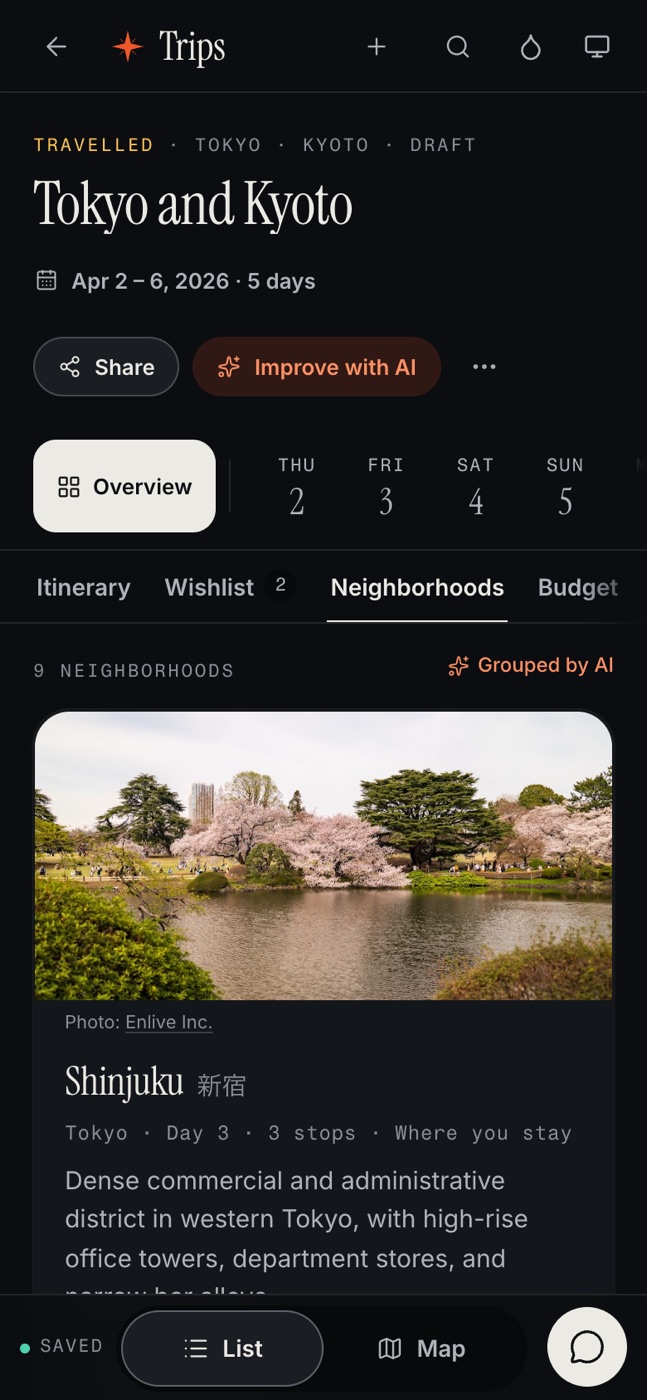 Trips
TRAVELLED · TOKYO · KYOTO · DRAFT
Tokyo and Kyoto
Apr 2 – 6, 2026 · 5 days
Share
Improve with AI
Overview
THU FRI SAT SUN
2 3 4 5
Itinerary Wishlist 2 Neighborhoods Budget
9 NEIGHBORHOODS
Grouped by AI
Photo: Enlive Inc.
Shinjuku 新宿
Tokyo · Day 3 · 3 stops · Where you stay
Dense commercial and administrative
district in western Tokyo, with high-rise
office towers, department stores, and
narrow bar alleys
SAVED
List
Map